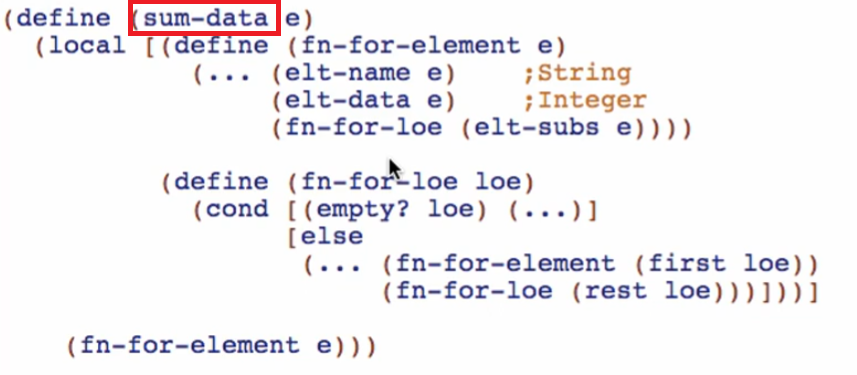 (define (sum-data e)
(local [(define (fn-for-element e)
(... (elt-name e) ;String
(elt-data e) ;Integer
(fn-for-loe (elt-subs e))))
(define (fn-for-loe loe)
(cond [(empty? loe) (...)]
[else
(... (fn-for-element (first loe))
(fn-for-loe (rest loe)))]))]
(fn-for-element e)))